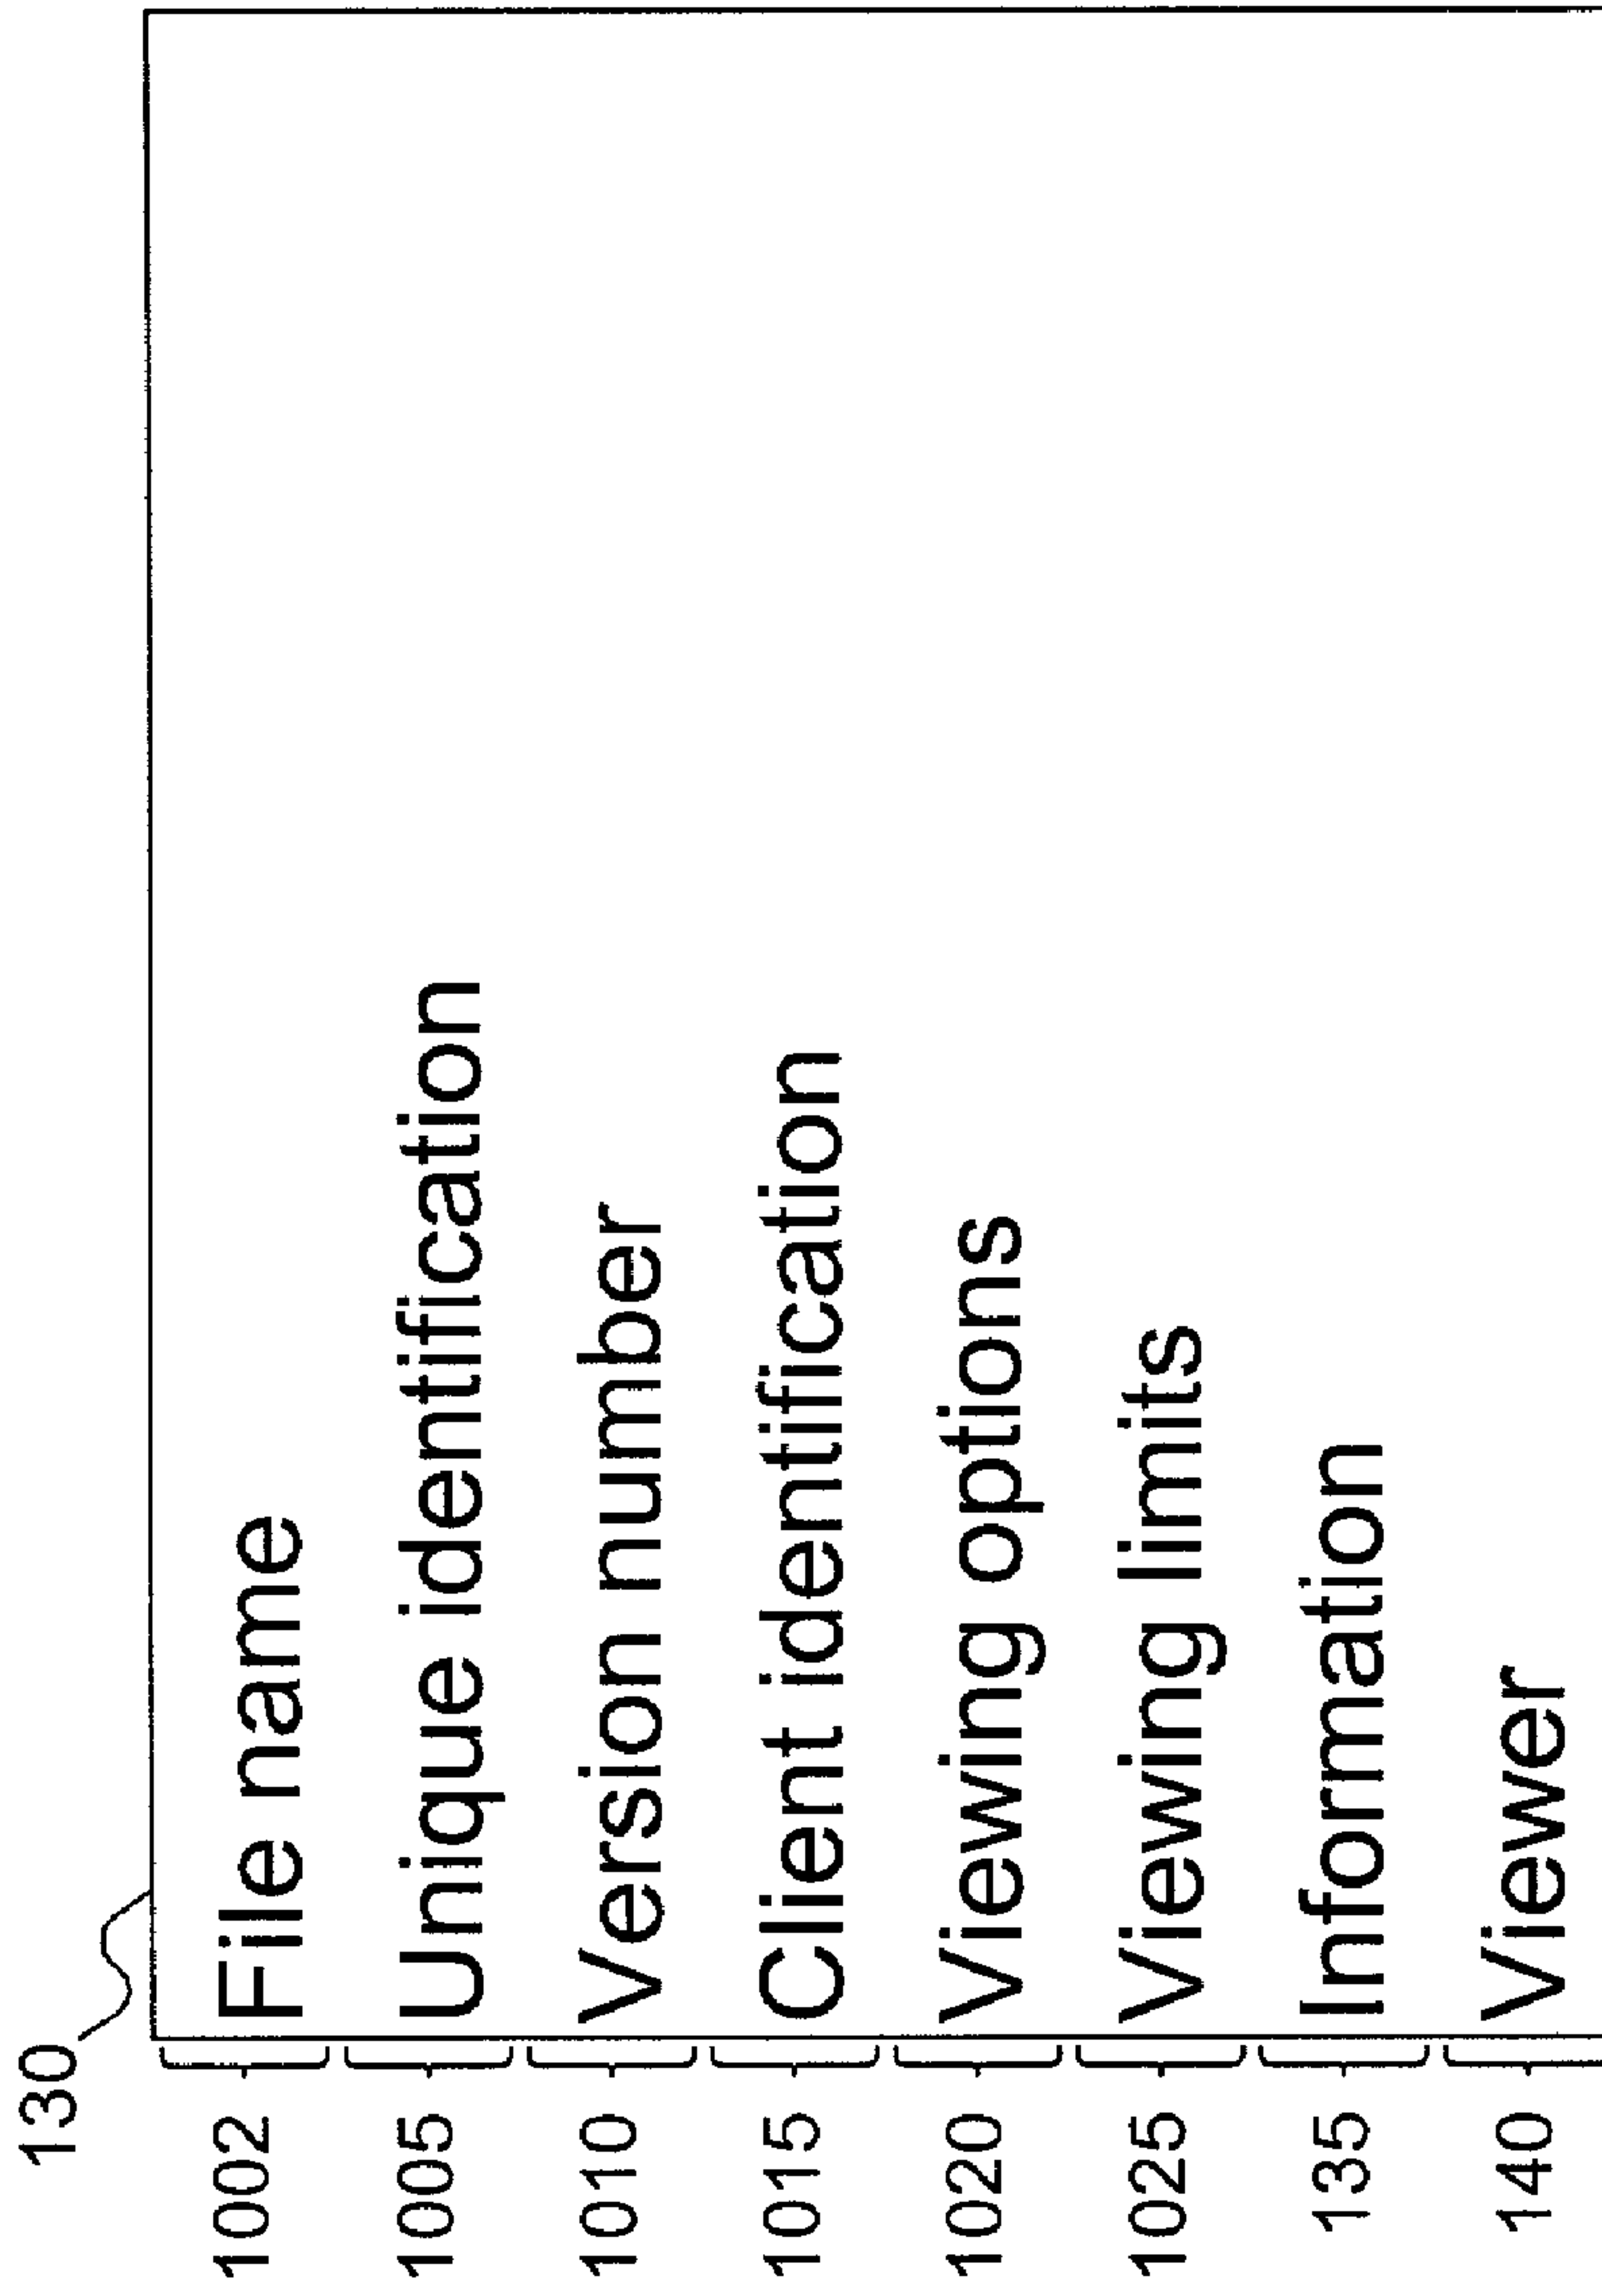 130
1002 File name
1005 Unique identification
1010 Version number
1015 Client identification
1020 Viewing options
1025 Viewing limits
135 Information
140 Viewer